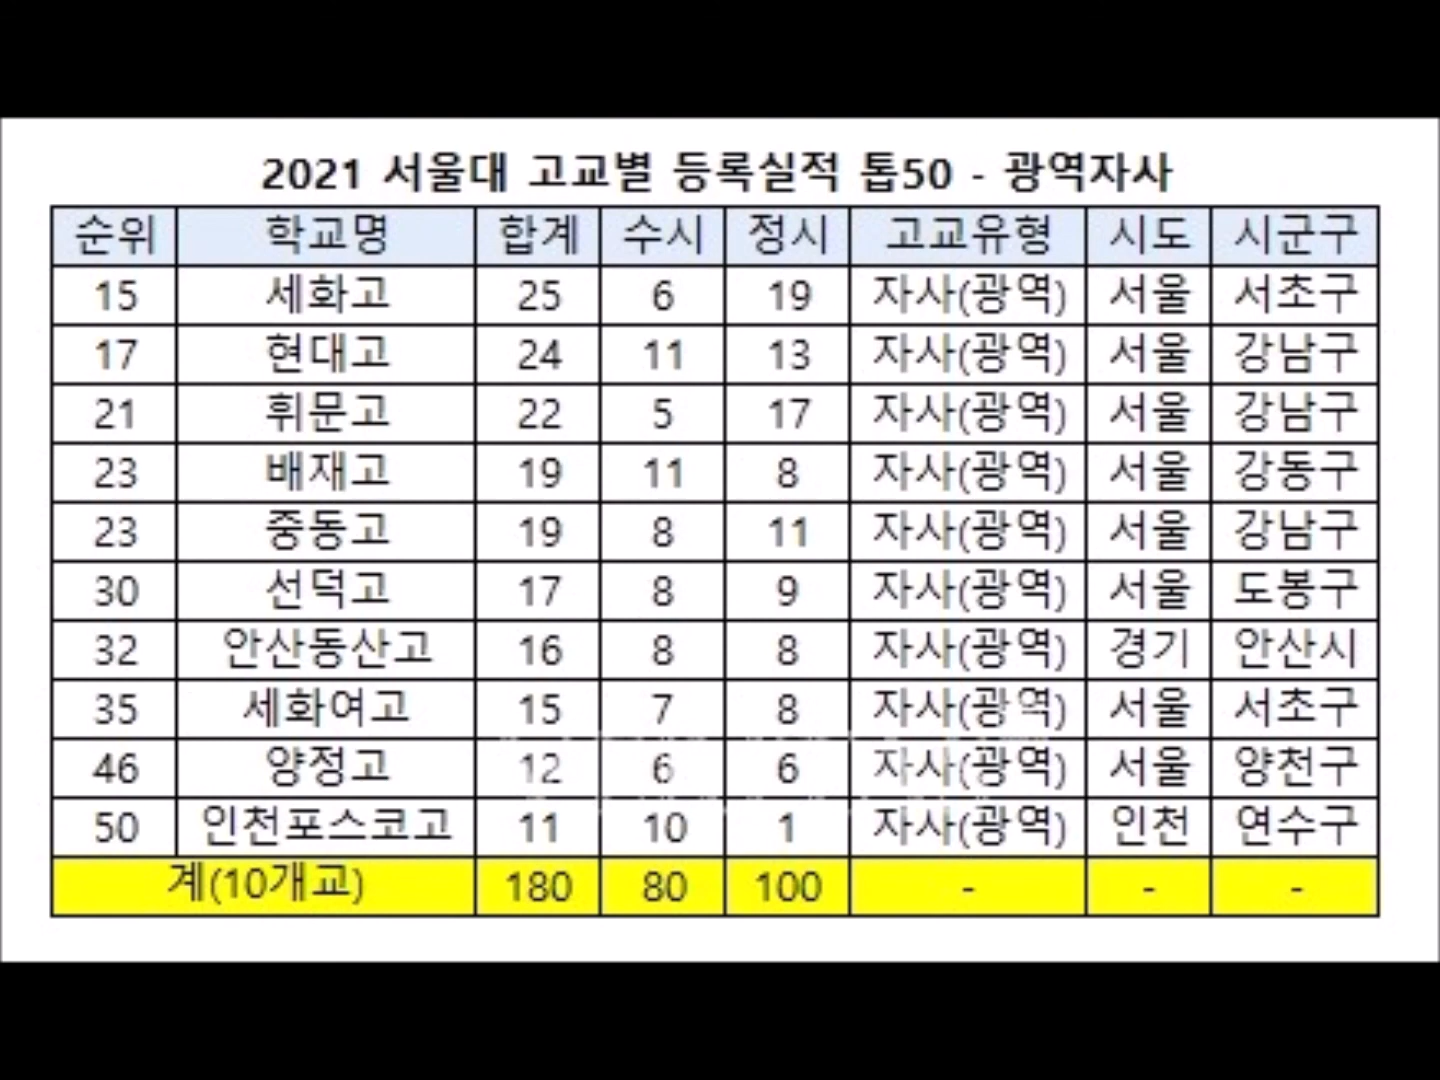 2021 서울대 고교별 등록실적 톱50 - 광역자사
순위 학교명 합계 수시 정시 고교유형 시도 시군구
15 세화고 25 6 19 자사(광역) 서울 서초구
17 현대고 24 11 13 자사(광역) 서울 강남구
21 휘문고 22 5 17 자사(광역) 서울 강남구
23 배재고 19 11 8 자사(광역) 서울 강동구
23 중동고 19 8 11 자사(광역) 서울 강남구
30 선덕고 17 8 9 자사(광역) 서울 도봉구
32 안산동산고 16 8 8 자사(광역) 경기 안산시
35 세화여고 15 7 8 자사(광역) 서울 서초구
46 양정고 12 6 6 자사(광역) 서울 양천구
50 인천포스코고 11 10 1 자사(광역) 인천 연수구
계(10개교) 180 80 100 - - -